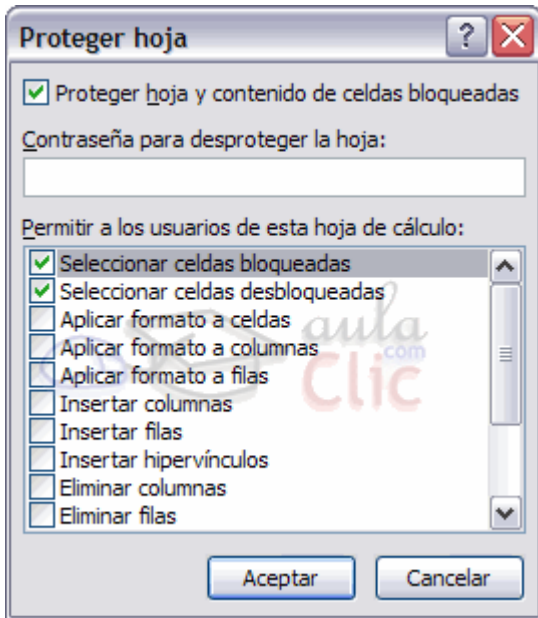 Proteger hoja
Proteger hoja y contenido de celdas bloqueadas
Contraseña para desproteger la hoja:
Permitir a los usuarios de esta hoja de cálculo:
Seleccionar celdas bloqueadas
Seleccionar celdas desbloqueadas
Aplicar formato a celdas
Aplicar formato a columnas
Aplicar formato a filas
Insertar columnas
Insertar filas
Insertar hipervínculos
Eliminar columnas
Eliminar filas
aula
.com
Clic
Aceptar Cancelar